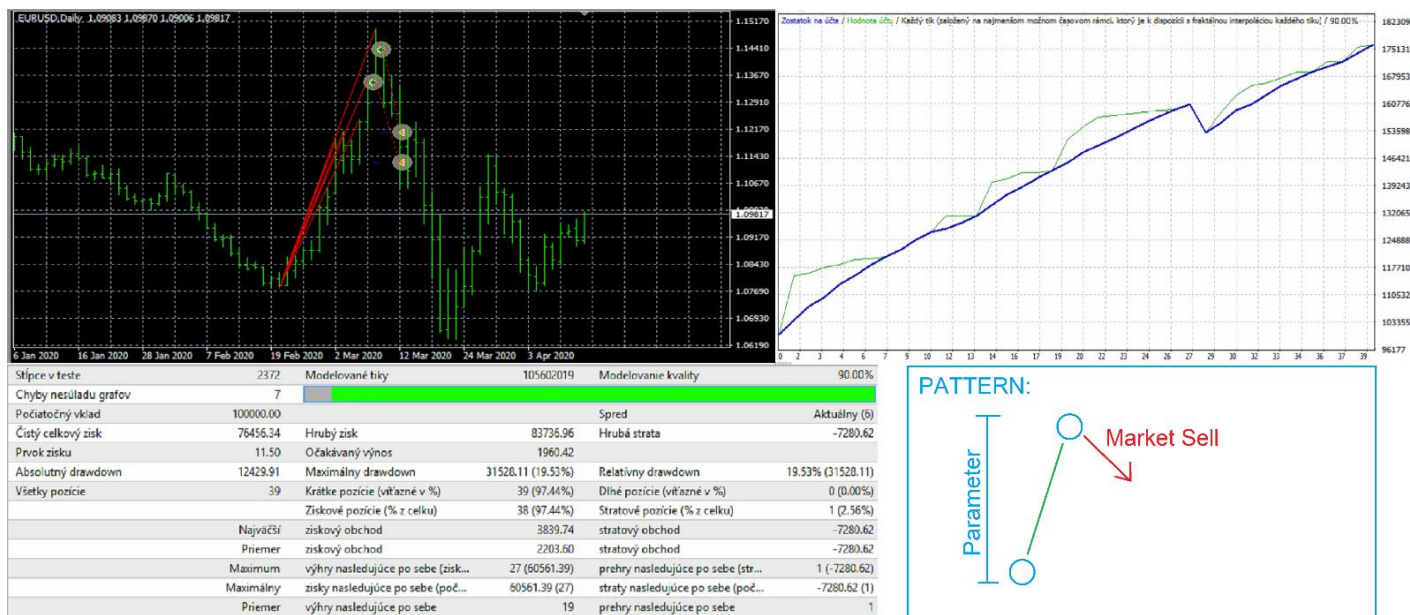 EURUSD,Daily 1.09083 1.09870 1.09006 1.09817
1.15170
1.14410
1.13670
1.12910
1.12170
1.11430
1.10670
1.09930
1.09817
1.09170
1.08430
1.07690
1.06930
1.06190
6 Jan 2020 16 Jan 2020 28 Jan 2020 7 Feb 2020 19 Feb 2020 2 Mar 2020 12 Mar 2020 24 Mar 2020 3 Apr 2020
Zostatok na účte / Hodnota účtu / Každý tik (založený na najmenšom možnom časovom rámci, ktorý je k dispozícii s fraktálnou interpoláciou každého tiku) / 90.00%
182309
175131
167953
160776
153598
146421
139243
132065
124888
117710
110533
103355
96177
0 2 3 4 6 7 9 10 12 13 14 16 17 19 20 22 23 24 26 27 29 30 32 33 34 36 37 39
Stĺpce v teste 2372 Modelované tiky 105602019 Modelovanie kvality 90.00%
Chyby nesúladu grafov 7
Počiatočný vklad 100000.00 Spred Aktuálny (6)
Čistý celkový zisk 76456.34 Hrubý zisk 83736.96 Hrubá strata -7280.62
Prvok zisku 11.50 Očakávaný výnos 1960.42
Absolutný drawdown 12429.91 Maximálny drawdown 31528.11 (19.53%) Relatívny drawdown 19.53% (31528.11)
Všetky pozície 39 Krátke pozície (víťazné v %) 39 (97.44%) Dlhé pozície (víťazné v %) 0 (0.00%)
Ziskové pozície (% z celku) 38 (97.44%) Stratové pozície (% z celku) 1 (2.56%)
Najväčší ziskový obchod 3839.74 stratový obchod -7280.62
Priemer ziskový obchod 2203.60 stratový obchod -7280.62
Maximum výhry nasledujúce po sebe (zisk... 27 (60561.39) prehry nasledujúce po sebe (str... 1 (-7280.62)
Maximálny zisky nasledujúce po sebe (poč... 60561.39 (27) straty nasledujúce po sebe (poč... -7280.62 (1)
Priemer výhry nasledujúce po sebe 19 prehry nasledujúce po sebe 1
PATTERN:
Market Sell
Parameter